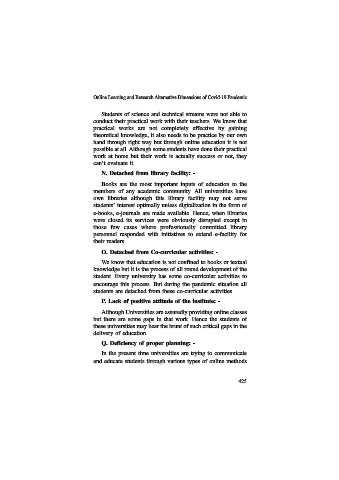 Online Learning and Research Alternative Dimensions of Covid-19 Pandemic
Students of science and technical streams were not able to
conduct their practical work with their teachers. We know that
practical works are not completely effective by gaining
theoretical knowledge, it also needs to be practice by our own
hand through right way but through online education it is not
possible at all. Although some students have done their practical
work at home but their work is actually success or not, they
can't evaluate it.
N. Detached from library facility: -
Books are the most important inputs of education to the
members of any academic community. All universities have
own libraries although this library facility may not serve
students' interest optimally unless digitalization in the form of
e-books, e-journals are made available. Hence, when libraries
were closed its services were obviously disrupted except in
those few cases where professionally committed library
personnel responded with initiatives to extend e-facility for
their readers.
O. Detached from Co-curricular activities: -
We know that education is not confined to books or textual
knowledge but it is the process of all round development of the
student. Every university has some co-curricular activities to
encourage this process. But during the pandemic situation all
students are detached from these co-curricular activities.
P. Lack of positive attitude of the institute: -
Although Universities are assumedly providing online classes
but there are some gaps in that work. Hence the students of
these universities may bear the brunt of such critical gaps in the
delivery of education.
Q. Deficiency of proper planning: -
In the present time universities are trying to communicate
and educate students through various types of online methods
425